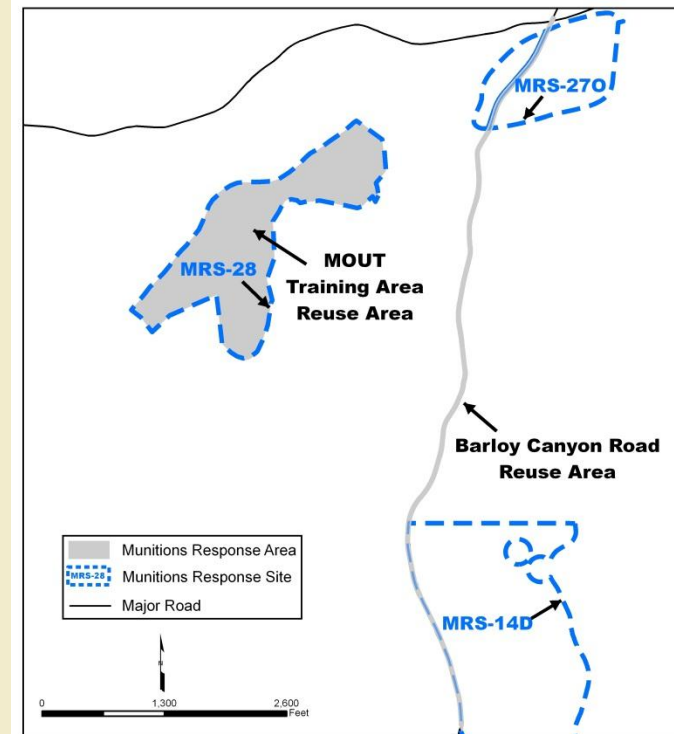 MRS-27O
MOUT
Training Area
Reuse Area
MRS-28
Barloy Canyon Road
Reuse Area
MRS-14D
Munitions Response Area
MRS-28 Munitions Response Site
Major Road
N
0 1,300 2,600
Feet